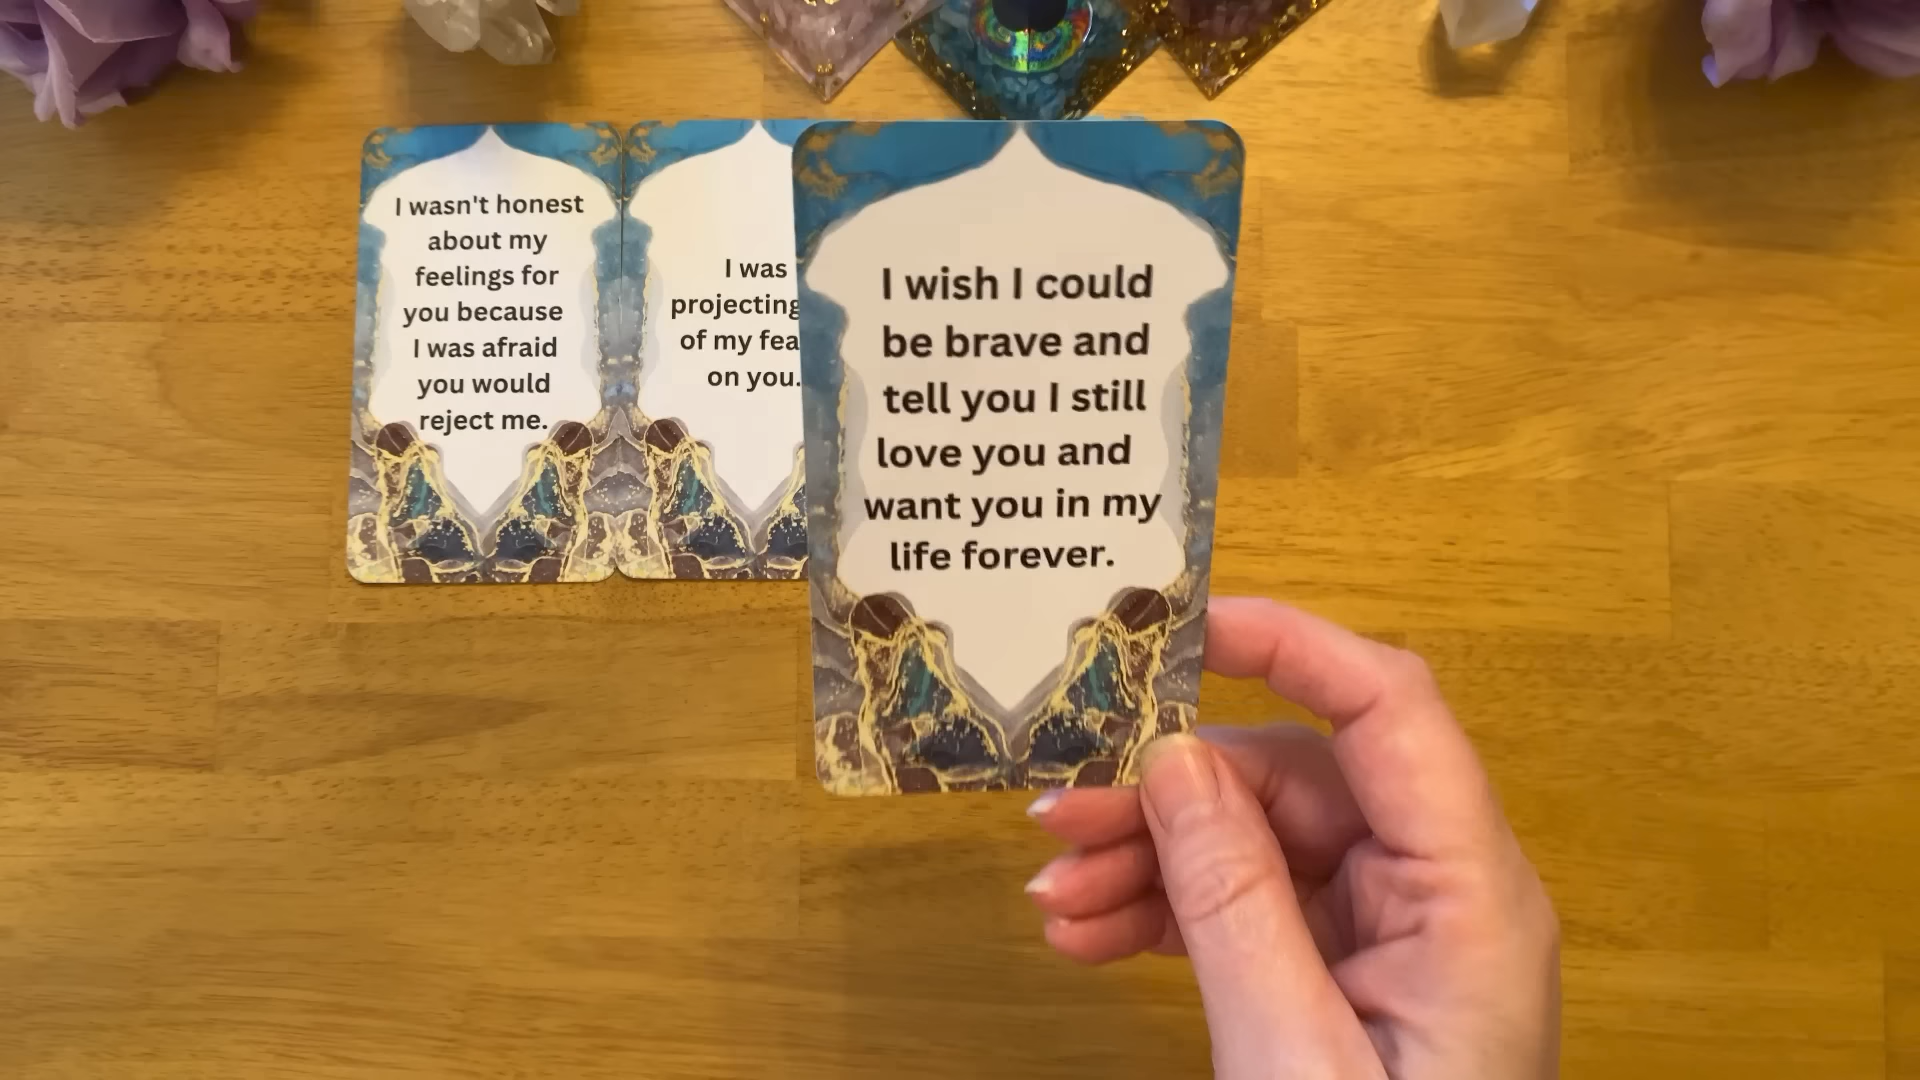 I wasn't honest
about my
feelings for
you because
I was afraid
you would
reject me.
I was
projecting
of my
on you.
I wish I could
be brave and
tell you I still
love you and
want you in my
life forever.